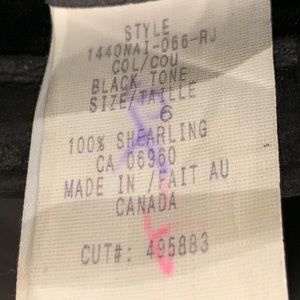 STYLE
1440NAI-066-RJ
COL/COU
BLACK TONE
SIZE/TAILLE
6
100% SHEARLING
CA 06960
MADE IN /FAIT AU
CANADA
CUT#: 495883